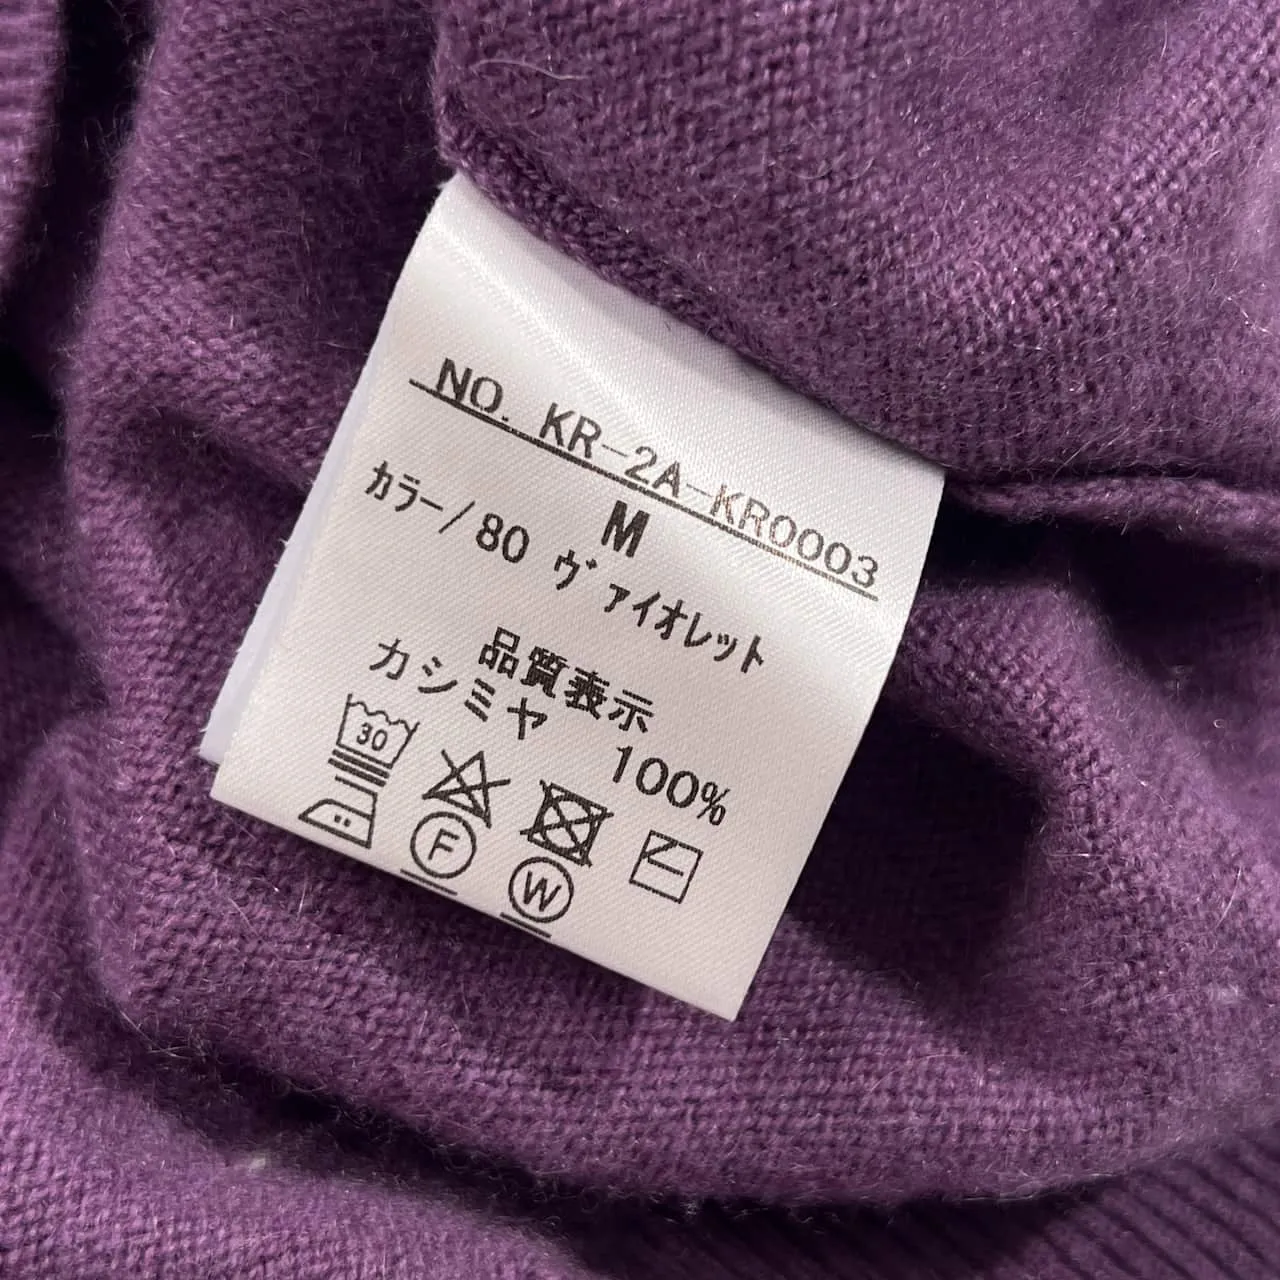 NO. KR-2A-KR0003
M
カラー/80 ヴァイオレット
品質表示
カシミヤ 100%
30
F W